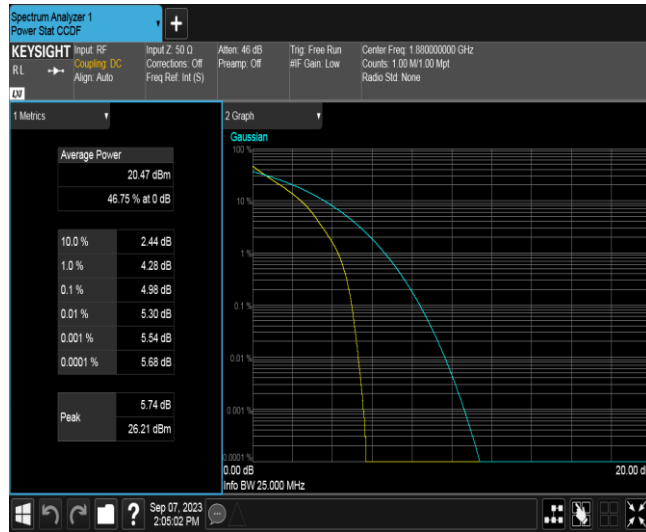 Spectrum Analyzer 1
Power Stat CCDF
KEYSIGHT
RL
LXI
Input: RF
Coupling: DC
Align: Auto
Input Z: 50 Ω
Corrections: Off
Freq Ref: Int (S)
Atten: 46 dB
Preamp: Off
Trig: Free Run
#IF Gain: Low
Center Freq: 1.880000000 GHz
Counts: 1.00 M/1.00 Mpt
Radio Std: None
1 Metrics
Average Power
20.47 dBm
46.75 % at 0 dB
10.0 % 2.44 dB
1.0 % 4.28 dB
0.1 % 4.98 dB
0.01 % 5.30 dB
0.001 % 5.54 dB
0.0001 % 5.68 dB
Peak
5.74 dB
26.21 dBm
2 Graph
Gaussian
100 %
10 %
1 %
0.1 %
0.01 %
0.001 %
0.0001 %
0.00 dB
20.00 d
Info BW 25.000 MHz
?
Sep 07, 2023
2:05:02 PM